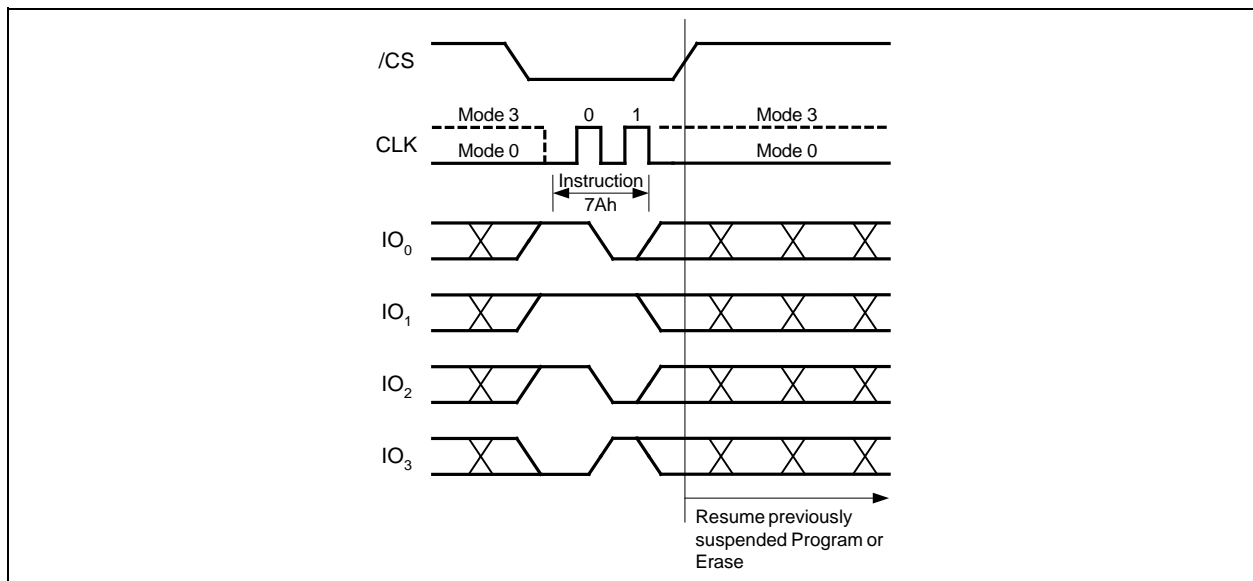 /CS
Mode 3
0
1
Mode 3
CLK
Mode 0
Mode 0
Instruction
7Ah
IO0
IO1
IO2
IO3
Resume previously
suspended Program or
Erase